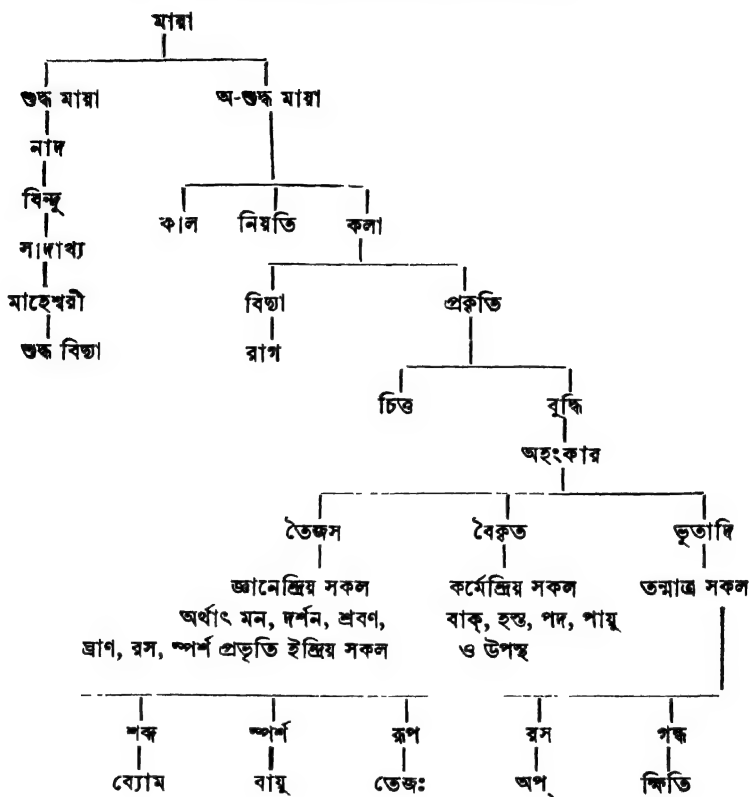 মায়া
শুদ্ধ মায়া অ-শুদ্ধ মায়া
নাদ
বিন্দু
কাল নিয়তি কলা
সাদাখ্য
মাহেশ্বরী বিদ্যা প্রকৃতি
শুদ্ধ বিদ্যা রাগ
চিত্ত বুদ্ধি
অহংকার
তৈজস বৈকৃত ভূতাদি
জ্ঞানেন্দ্রিয় সকল কর্মেন্দ্রিয় সকল তন্মাত্র সকল
অর্থাৎ মন, দর্শন, শ্রবণ, বাক্, হস্ত, পদ, পায়ু
ঘ্রাণ, রস, স্পর্শ প্রভৃতি ইন্দ্রিয় সকল ও উপস্থ
শব্দ স্পর্শ রূপ রস গন্ধ
ব্যোম বায়ু তেজঃ অপ্ ক্ষিতি